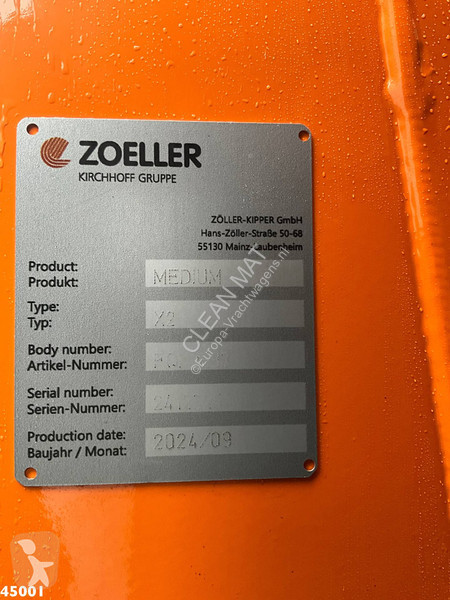 ZOELLER
KIRCHHOFF GRUPPE
ZÖLLER-KIPPER GmbH
Hans-Zöller-Straße 50-68
55130 Mainz-Laubenheim
Product:
Produkt:
MEDIUM
Type:
Typ:
X2
Body number:
Artikel-Nummer:
Serial number:
Serien-Nummer:
Production date:
Baujahr / Monat:
2024/09
CLEAN MAT
©Europa-Vrachtwagens.nl
45001